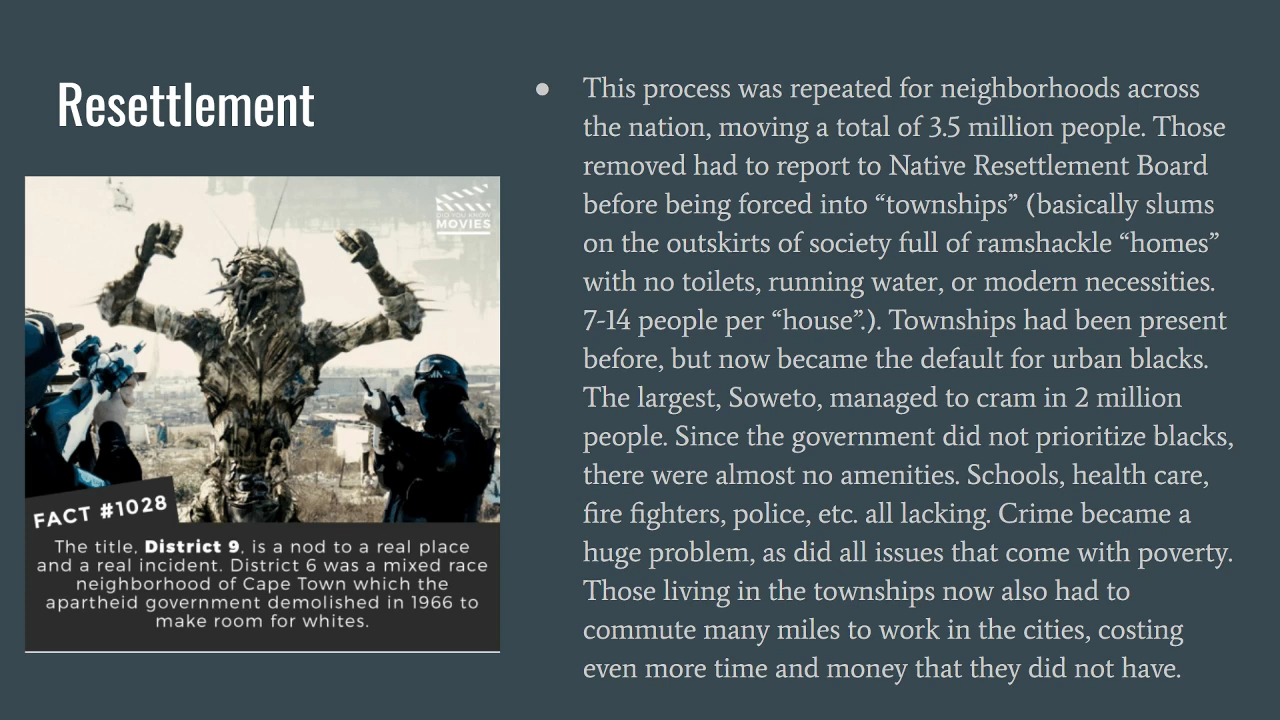 Resettlement
DID YOU KNOW
MOVIES
FACT #1028
The title, District 9, is a nod to a real place
and a real incident. District 6 was a mixed race
neighborhood of Cape Town which the
apartheid government demolished in 1966 to
make room for whites.
● This process was repeated for neighborhoods across
the nation, moving a total of 3.5 million people. Those
removed had to report to Native Resettlement Board
before being forced into “townships” (basically slums
on the outskirts of society full of ramshackle “homes”
with no toilets, running water, or modern necessities.
7-14 people per “house”.). Townships had been present
before, but now became the default for urban blacks.
The largest, Soweto, managed to cram in 2 million
people. Since the government did not prioritize blacks,
there were almost no amenities. Schools, health care,
fire fighters, police, etc. all lacking. Crime became a
huge problem, as did all issues that come with poverty.
Those living in the townships now also had to
commute many miles to work in the cities, costing
even more time and money that they did not have.